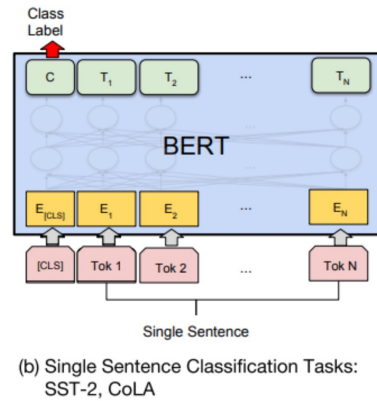 Class
Label
C T1 T2 ... TN
...
BERT
...
E[CLS] E1 E2 ... EN
[CLS] Tok 1 Tok 2 ... Tok N
Single Sentence
(b) Single Sentence Classification Tasks:
SST-2, CoLA